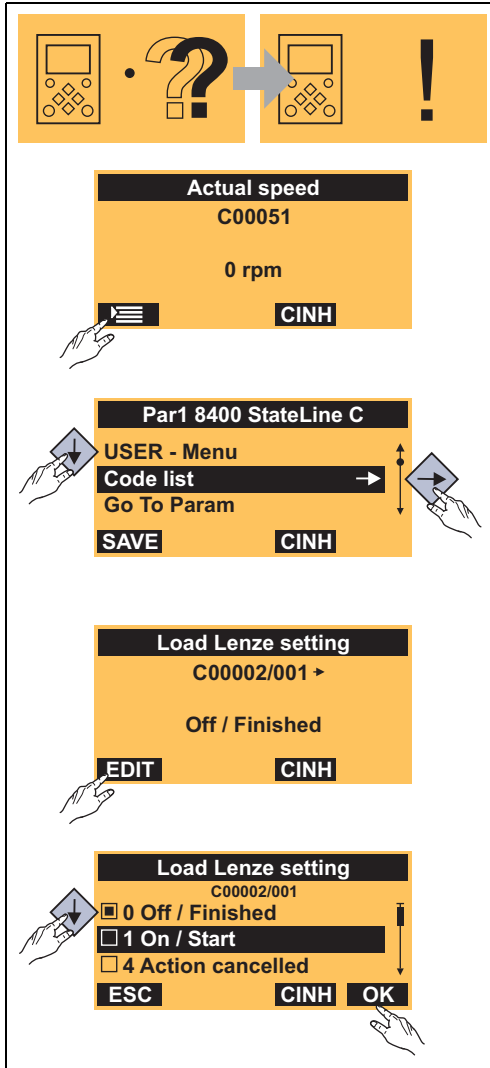 Actual speed
C00051
0 rpm
CINH
Par1 8400 StateLine C
USER - Menu
Code list
Go To Param
SAVE CINH
Load Lenze setting
C00002/001
Off / Finished
EDIT CINH
Load Lenze setting
C00002/001
0 Off / Finished
1 On / Start
4 Action cancelled
ESC CINH OK